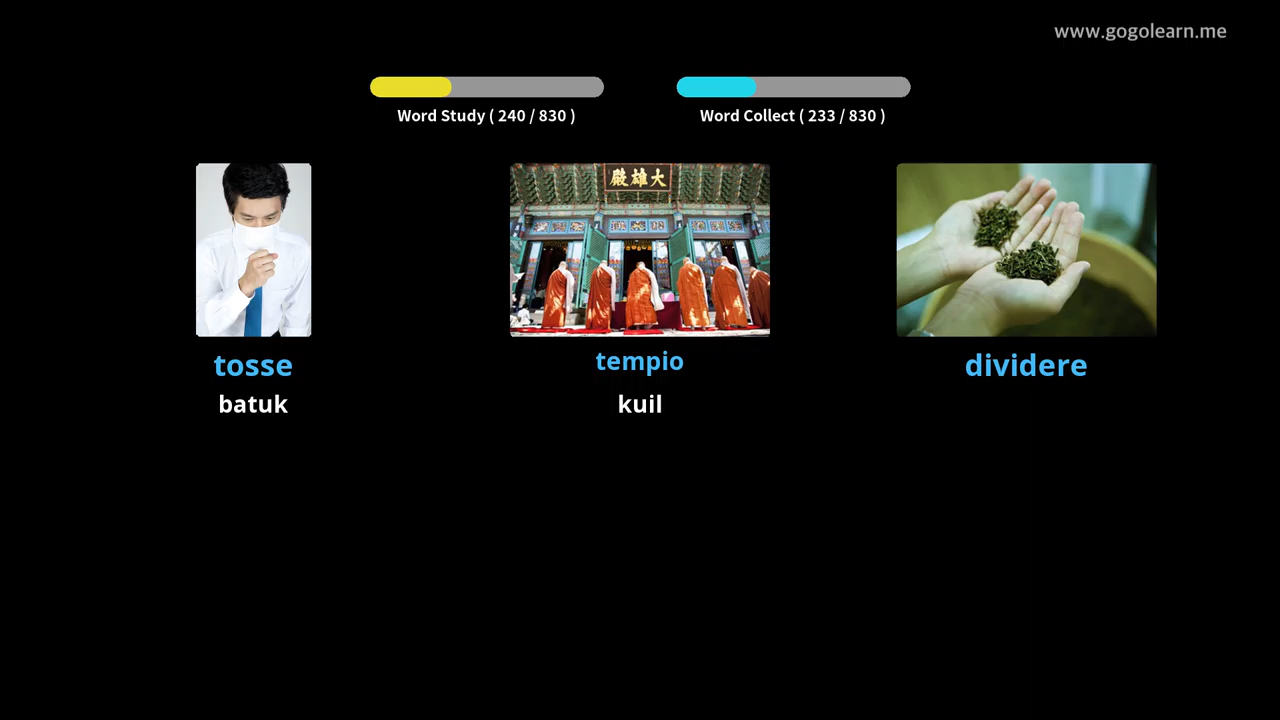 www.gogolearn.me
Word Study ( 240 / 830 )
Word Collect ( 233 / 830 )
大雄殿
tosse
tempio
dividere
batuk
kuil